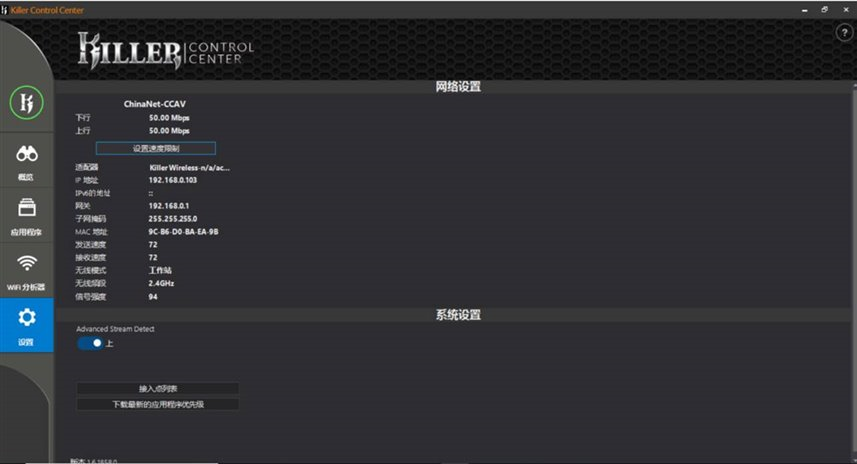 Killer Control Center
KILLER CONTROL CENTER
?
网络设置
ChinaNet-CCAV
下行 50.00 Mbps
上行 50.00 Mbps
设置速度限制
适配器 Killer Wireless-n/a/ac...
IP 地址 192.168.0.103
IPv6的地址 ::
网关 192.168.0.1
子网掩码 255.255.255.0
MAC 地址 9C-B6-D0-BA-EA-9B
发送速度 72
接收速度 72
无线模式 工作站
无线频段 2.4GHz
信号强度 94
概览
应用程序
WiFi 分析器
设置
系统设置
Advanced Stream Detect
上
接入点列表
下载最新的应用程序优先级
版本 1.6.1858.0